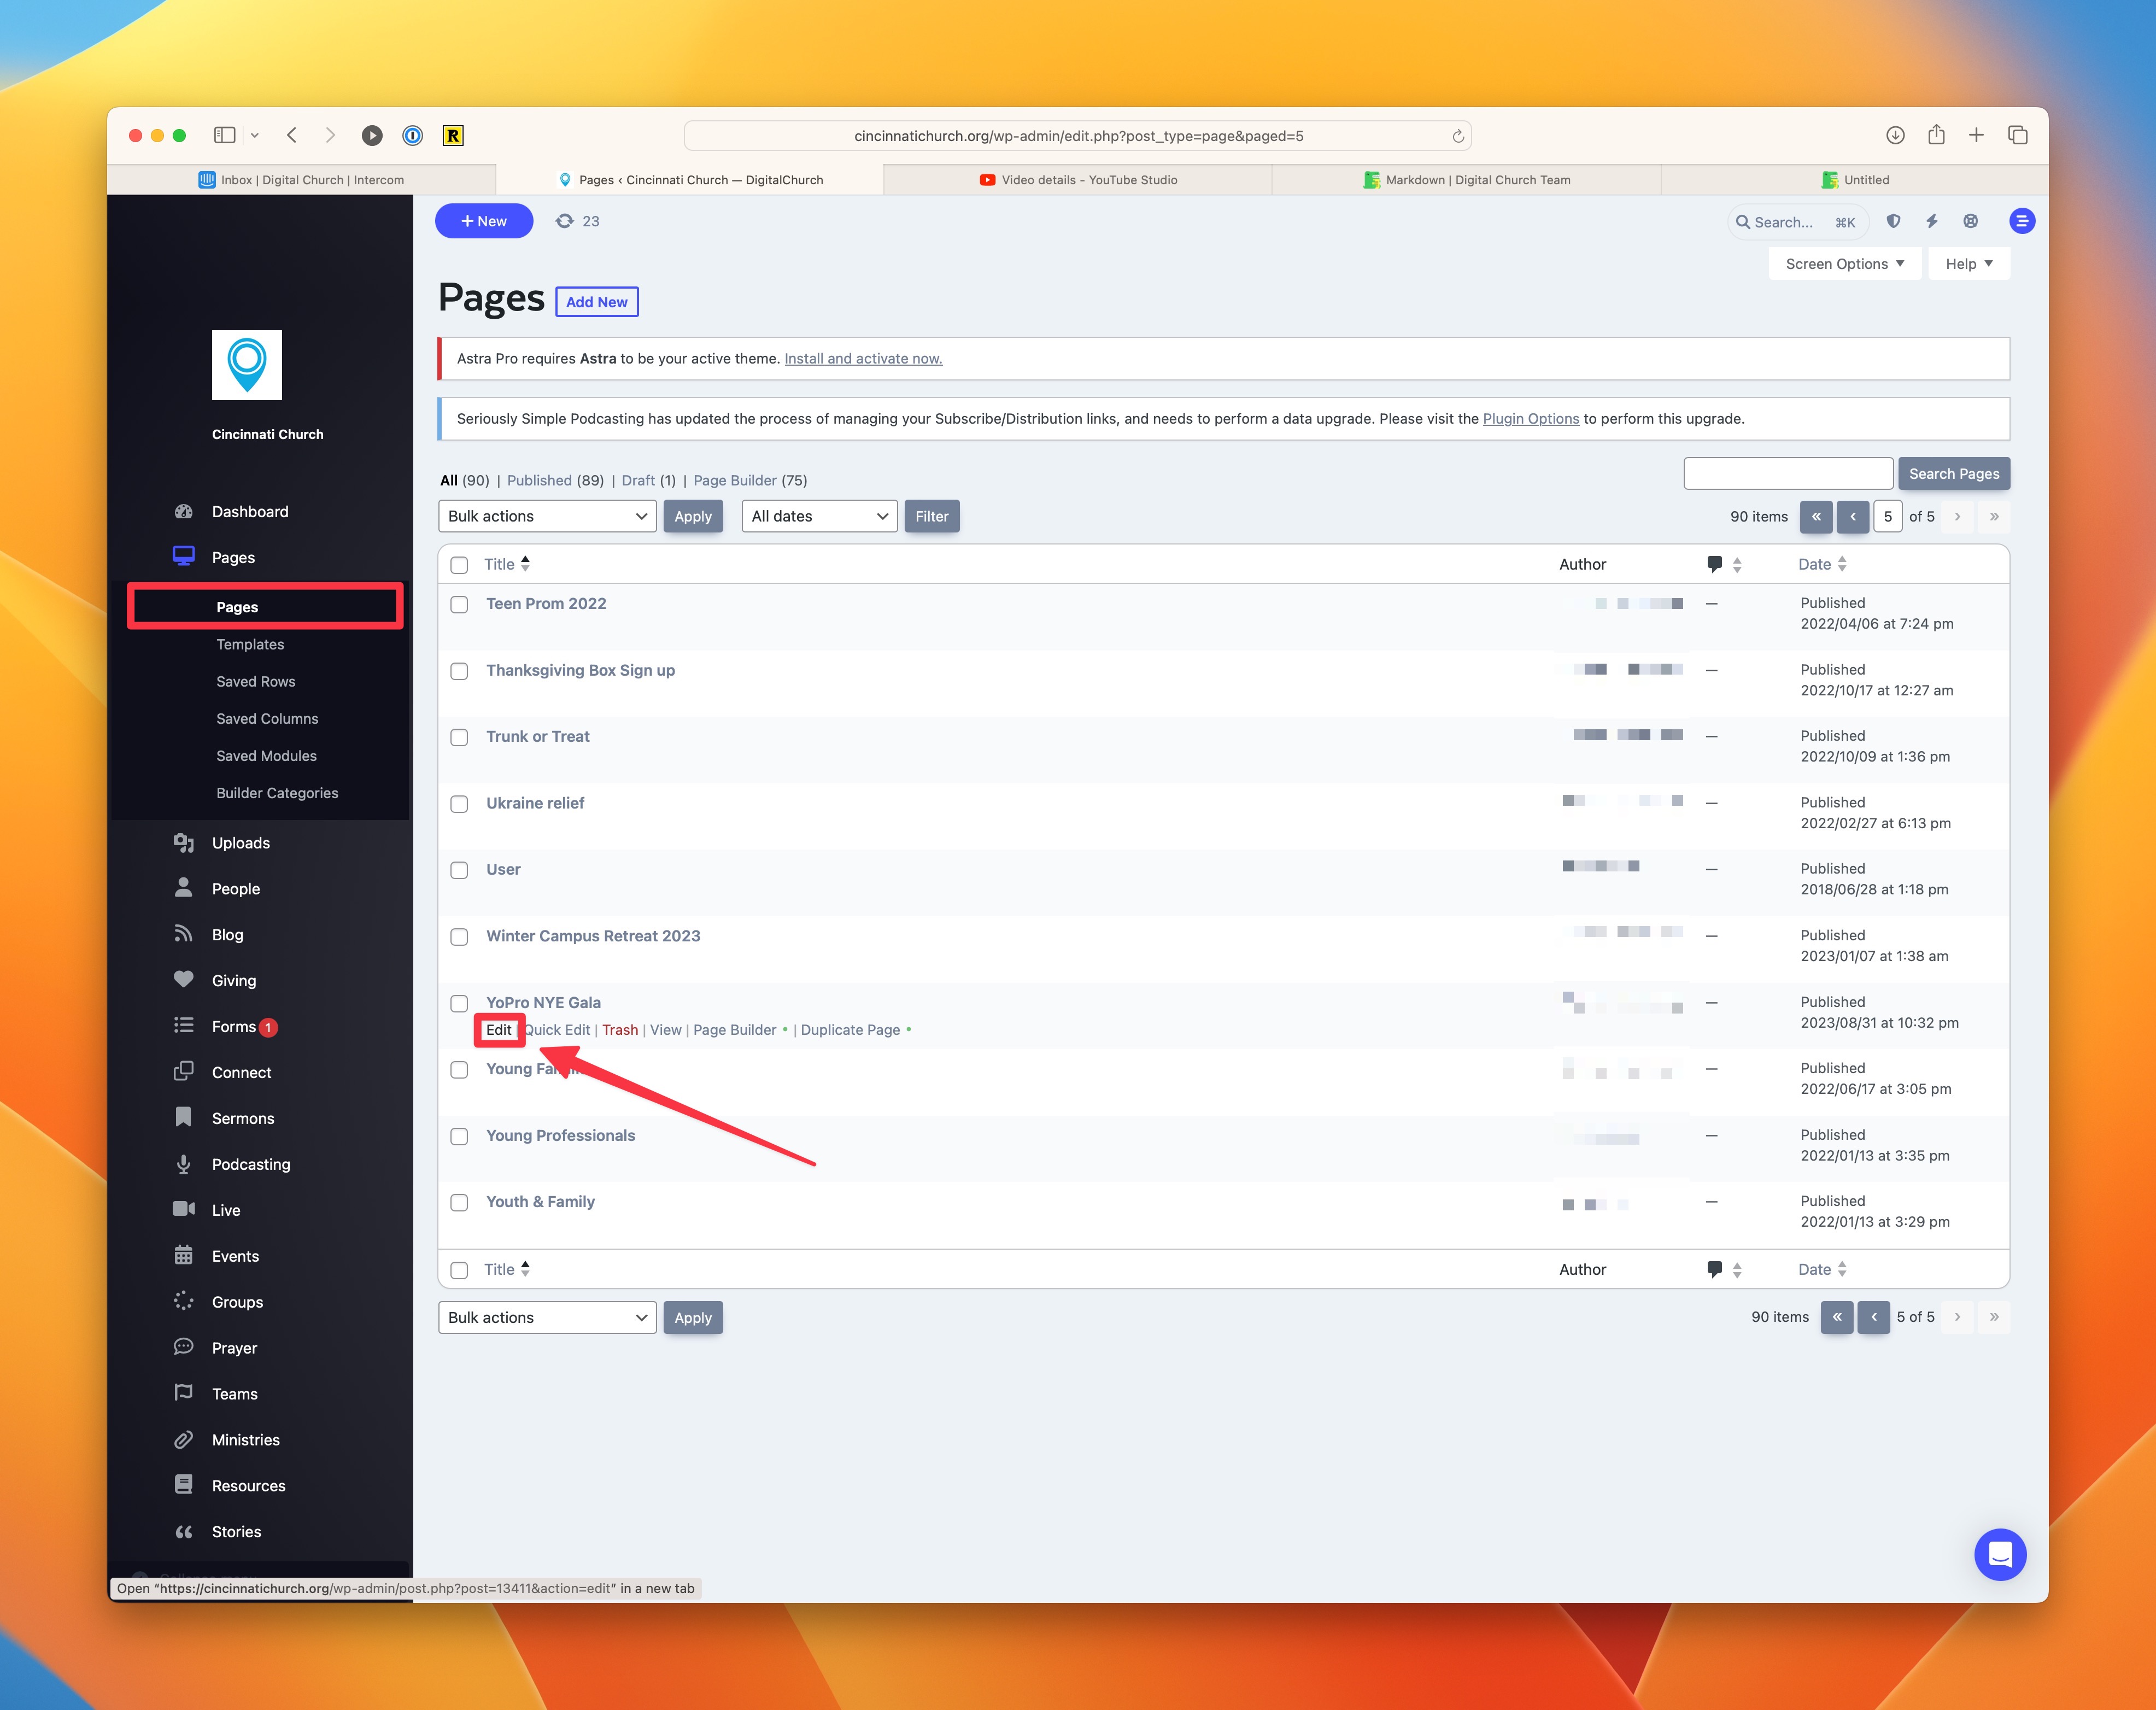 cincinnatichurch.org/wp-admin/edit.php?post_type=page&paged=5
Inbox | Digital Church | Intercom
Pages ‹ Cincinnati Church — DigitalChurch
Video details - YouTube Studio
Markdown | Digital Church Team
Untitled
+ New 23 Search... ⌘K
Screen Options Help
Pages Add New
Astra Pro requires Astra to be your active theme. Install and activate now.
Seriously Simple Podcasting has updated the process of managing your Subscribe/Distribution links, and needs to perform a data upgrade. Please visit the Plugin Options to perform this upgrade.
Cincinnati Church
Dashboard
Pages
Pages
Templates
Saved Rows
Saved Columns
Saved Modules
Builder Categories
Uploads
People
Blog
Giving
Forms 1
Connect
Sermons
Podcasting
Live
Events
Groups
Prayer
Teams
Ministries
Resources
Stories
All (90) | Published (89) | Draft (1) | Page Builder (75)
Search Pages
Bulk actions Apply All dates Filter 90 items « ‹ 5 of 5 › »
Title Author Date
Teen Prom 2022 — Published
2022/04/06 at 7:24 pm
Thanksgiving Box Sign up — Published
2022/10/17 at 12:27 am
Trunk or Treat — Published
2022/10/09 at 1:36 pm
Ukraine relief — Published
2022/02/27 at 6:13 pm
User — Published
2018/06/28 at 1:18 pm
Winter Campus Retreat 2023 — Published
2023/01/07 at 1:38 am
YoPro NYE Gala — Published
Edit | Quick Edit | Trash | View | Page Builder • | Duplicate Page • 2023/08/31 at 10:32 pm
Young — Published
2022/06/17 at 3:05 pm
Young Professionals — Published
2022/01/13 at 3:35 pm
Youth & Family — Published
2022/01/13 at 3:29 pm
Title Author Date
Bulk actions Apply 90 items « ‹ 5 of 5 › »
Open "https://cincinnatichurch.org/wp-admin/post.php?post=13411&action=edit" in a new tab